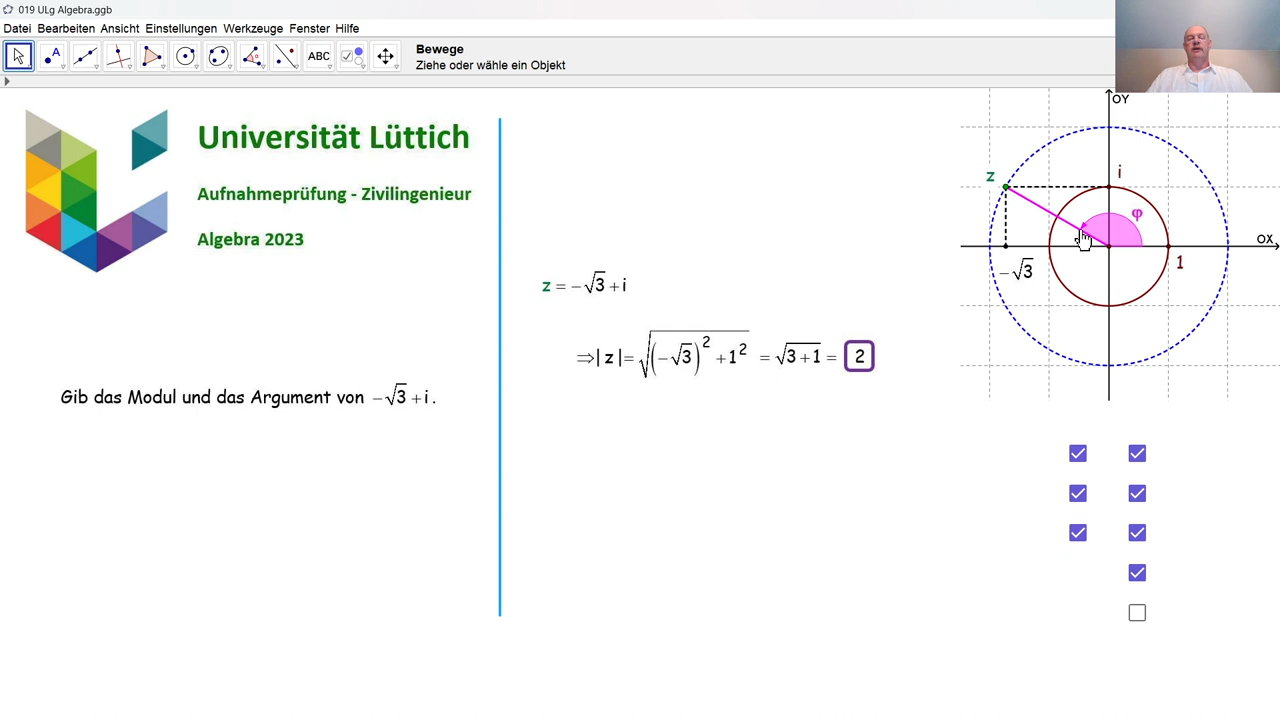 019 ULg Algebra.ggb
Datei Bearbeiten Ansicht Einstellungen Werkzeuge Fenster Hilfe
A
ABC
Bewege
Ziehe oder wähle ein Objekt
Universität Lüttich
Aufnahmeprüfung - Zivilingenieur
Algebra 2023
Gib das Modul und das Argument von −√3 + i.
z = −√3 + i
⇒|z|= √((−√3)² + 1²) = √(3+1) = 2
OY
z
i
φ
OX
−√3
1